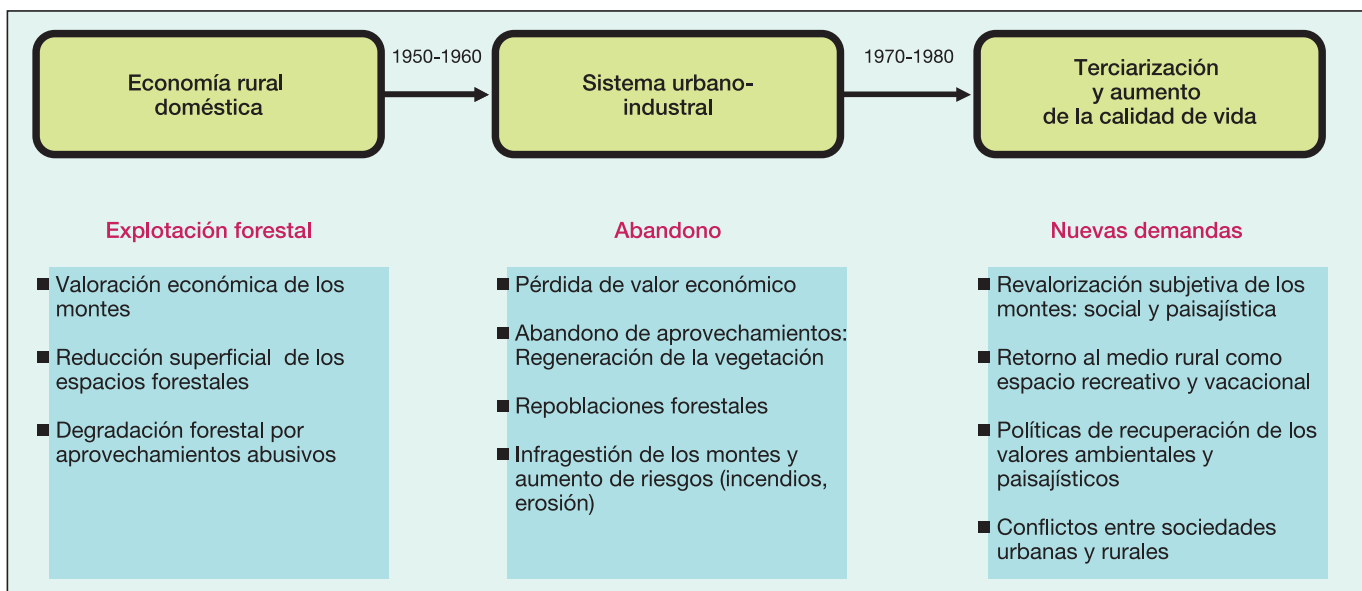 Economía rural
doméstica
1950-1960
Sistema urbano-
industrial
1970-1980
Terciarización
y aumento
de la calidad de vida
Explotación forestal
■ Valoración económica de los
montes
■ Reducción superficial de los
espacios forestales
■ Degradación forestal por
aprovechamientos abusivos
Abandono
■ Pérdida de valor económico
■ Abandono de aprovechamientos:
Regeneración de la vegetación
■ Repoblaciones forestales
■ Infragestión de los montes y
aumento de riesgos (incendios,
erosión)
Nuevas demandas
■ Revalorización subjetiva de los
montes: social y paisajística
■ Retorno al medio rural como
espacio recreativo y vacacional
■ Políticas de recuperación de los
valores ambientales y
paisajísticos
■ Conflictos entre sociedades
urbanas y rurales